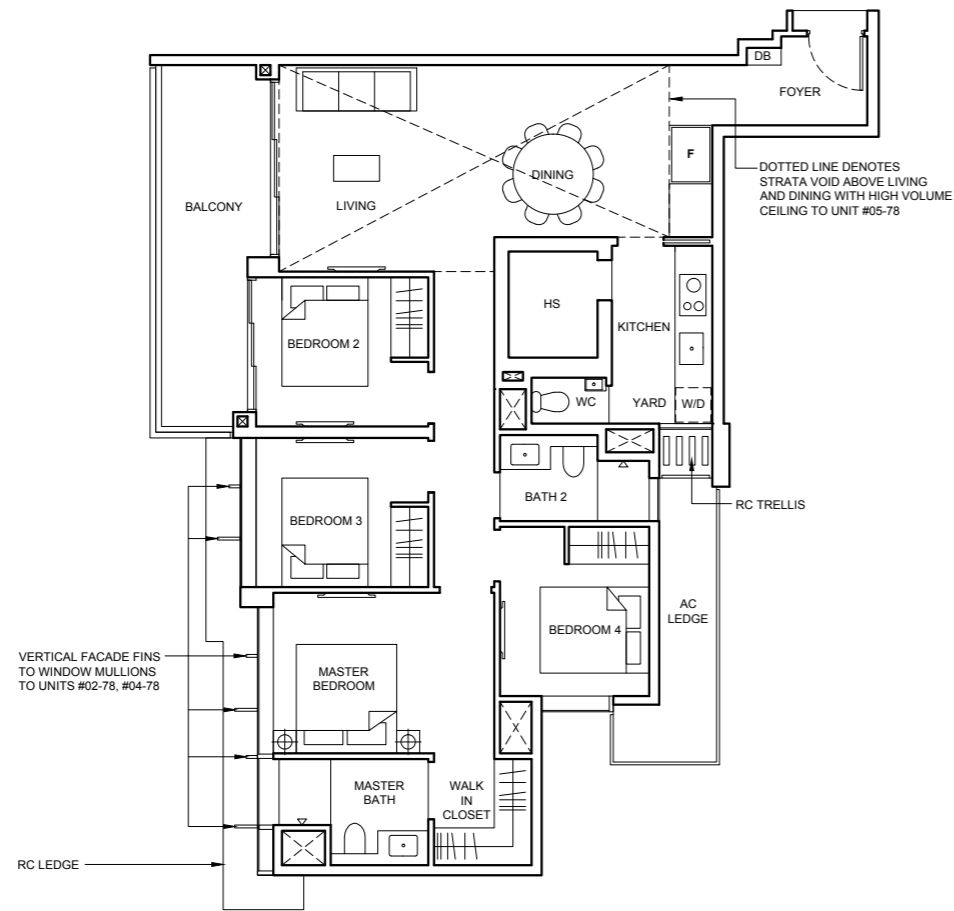 DB
FOYER
F
DOTTED LINE DENOTES
STRATA VOID ABOVE LIVING
AND DINING WITH HIGH VOLUME
CEILING TO UNIT #05-78
DINING
BALCONY
LIVING
HS
KITCHEN
BEDROOM 2
WC
YARD
W/D
BATH 2
RC TRELLIS
BEDROOM 3
AC
LEDGE
BEDROOM 4
VERTICAL FACADE FINS
TO WINDOW MULLIONS
TO UNITS #02-78, #04-78
MASTER
BEDROOM
X
MASTER
BATH
WALK
IN
CLOSET
RC LEDGE